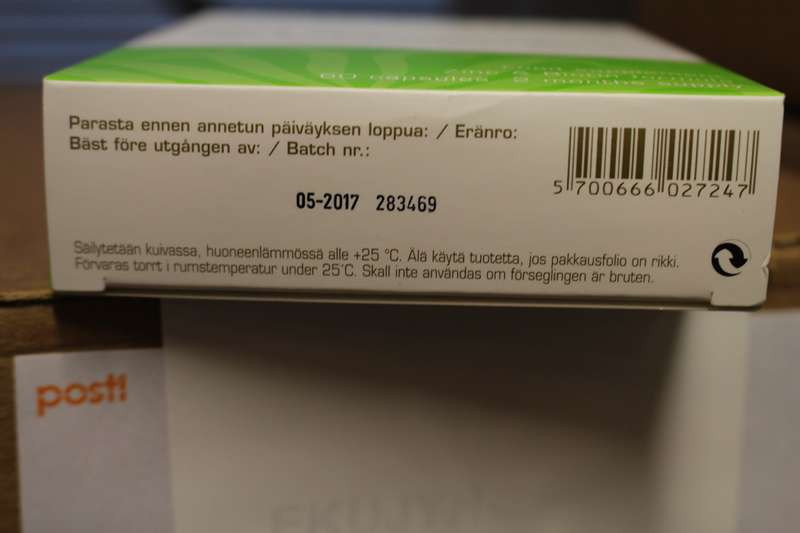 Parasta ennen annetun päiväyksen loppua: / Eränro:
Bäst före utgången av: / Batch nr.:
05-2017 283469
5 700666 027247
Säilytetään kuivassa, huoneenlämmössä alle +25 °C. Älä käytä tuotetta, jos pakkausfolio on rikki.
Förvaras torrt i rumstemperatur under 25°C. Skall inte användas om förseglingen är bruten.
posti